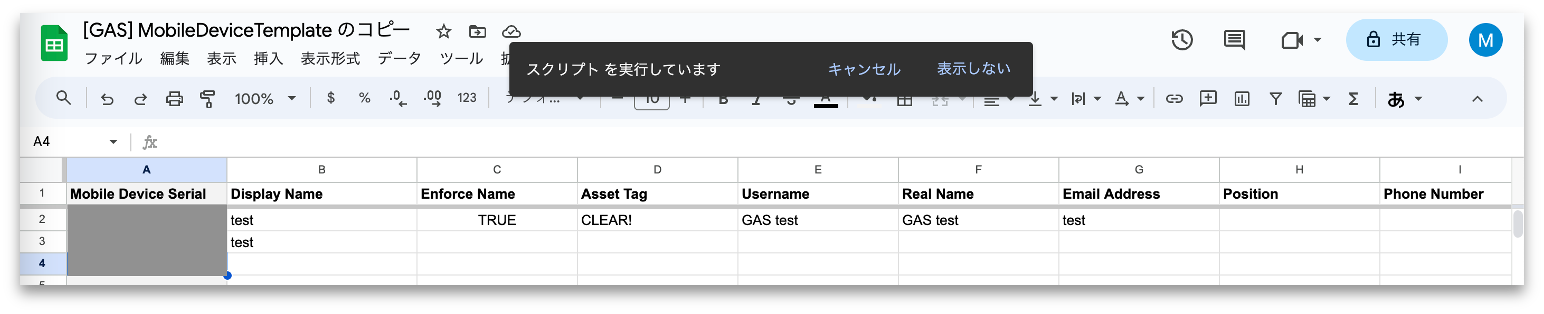 [GAS] MobileDeviceTemplate のコピー
ファイル 編集 表示 挿入 表示形式 データ ツール
スクリプト を実行しています キャンセル 表示しない
共有 M
100% $ % .0 .00 123 10 B I S A あ
A4 fx
A B C D E F G H I
1 Mobile Device Serial Display Name Enforce Name Asset Tag Username Real Name Email Address Position Phone Number
2 test TRUE CLEAR! GAS test GAS test test
3 test
4
5